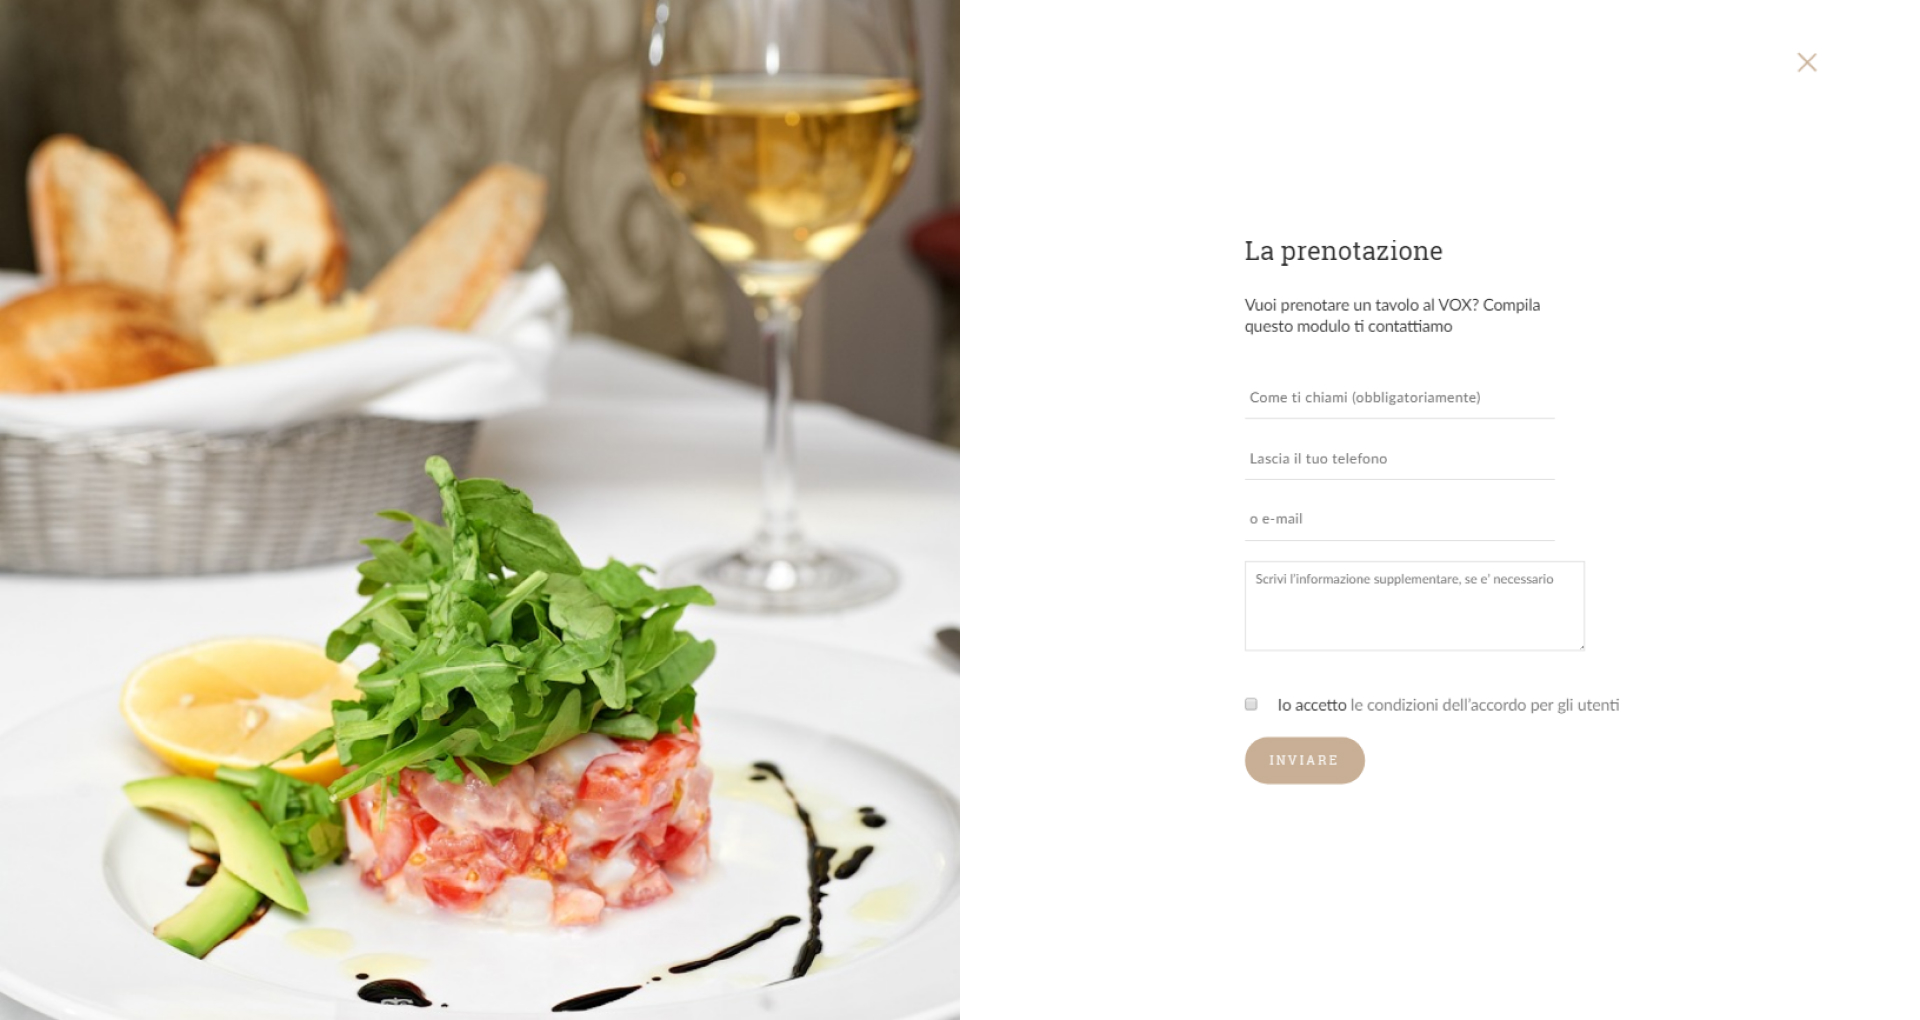 La prenotazione
Vuoi prenotare un tavolo al VOX? Compila
questo modulo ti contattiamo
Come ti chiami (obbligatoriamente)
Lascia il tuo telefono
o e-mail
Scrivi l'informazione supplementare, se e' necessario
Io accetto le condizioni dell'accordo per gli utenti
INVIARE